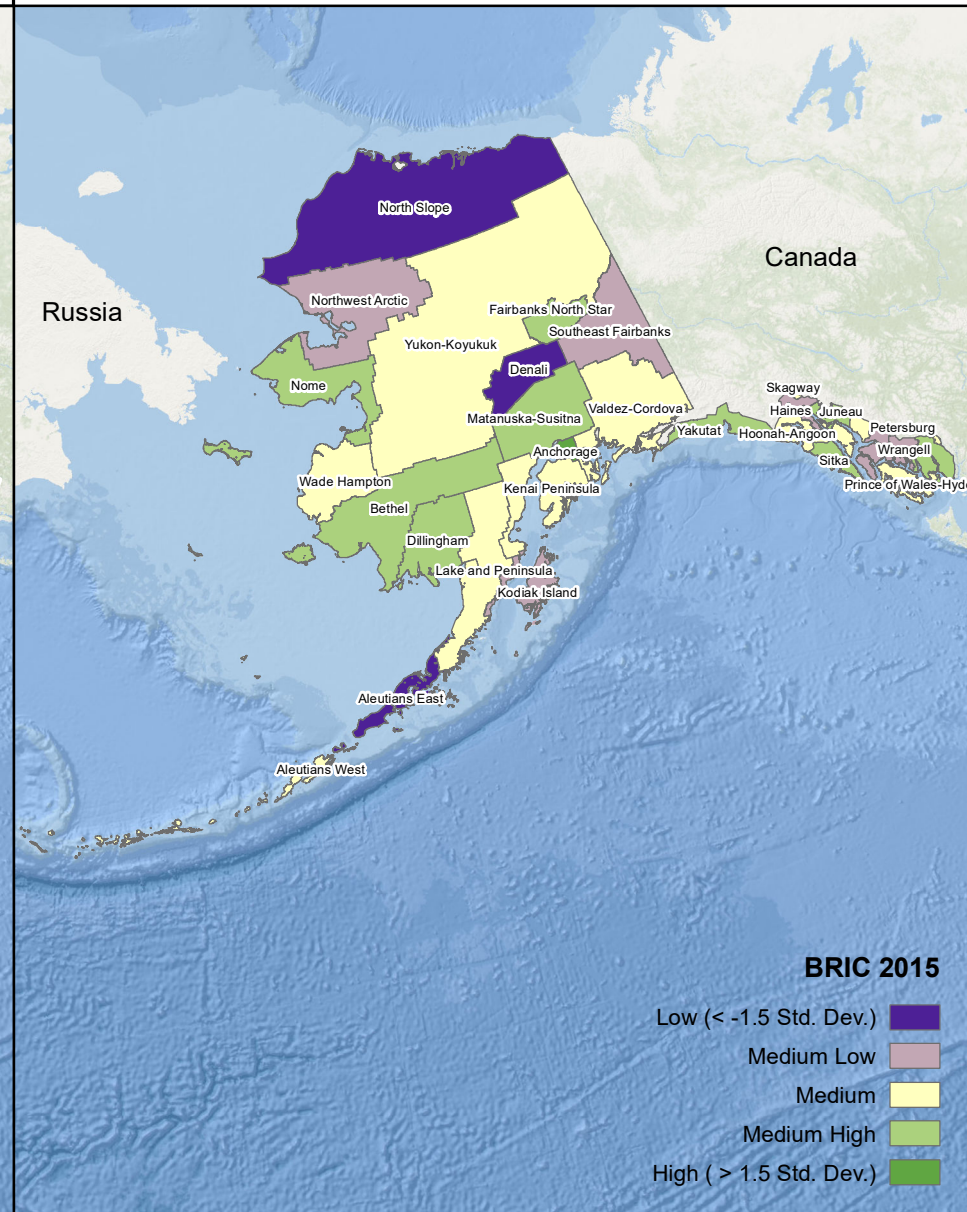 North Slope
Canada
Northwest Arctic
Russia
Fairbanks North Star
Southeast Fairbanks
Yukon-Koyukuk
Denali
Nome
Skagway
Matanuska-Susitna
Valdez-Cordova
Haines
Juneau
Yakutat
Hoonah-Angoon
Petersburg
Anchorage
Wrangell
Sitka
Wade Hampton
Kenai Peninsula
Prince of Wales-Hyde
Bethel
Dillingham
Lake and Peninsula
Kodiak Island
Aleutians East
Aleutians West
BRIC 2015
Low (< -1.5 Std. Dev.)
Medium Low
Medium
Medium High
High ( > 1.5 Std. Dev.)